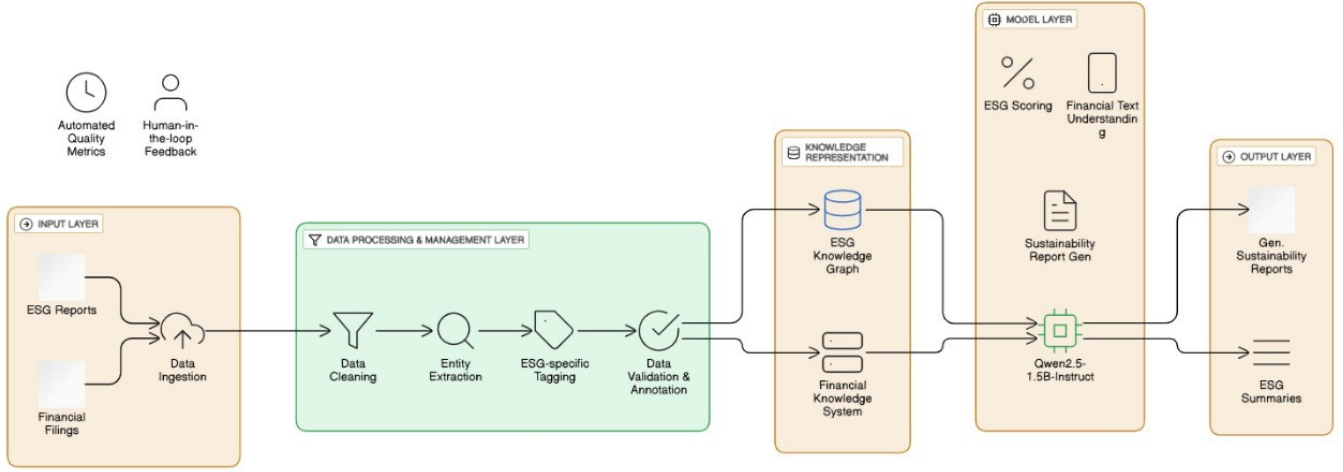 Automated
Quality
Metrics
Human-in-
the-loop
Feedback
INPUT LAYER
ESG Reports
Financial
Filings
Data
Ingestion
DATA PROCESSING & MANAGEMENT LAYER
Data
Cleaning
Entity
Extraction
ESG-specific
Tagging
Data
Validation &
Annotation
KNOWLEDGE
REPRESENTATION
ESG
Knowledge
Graph
Financial
Knowledge
System
MODEL LAYER
ESG Scoring
Financial Text
Understandin
g
Sustainability
Report Gen
Qwen2.5-
1.5B-Instruct
OUTPUT LAYER
Gen.
Sustainability
Reports
ESG
Summaries